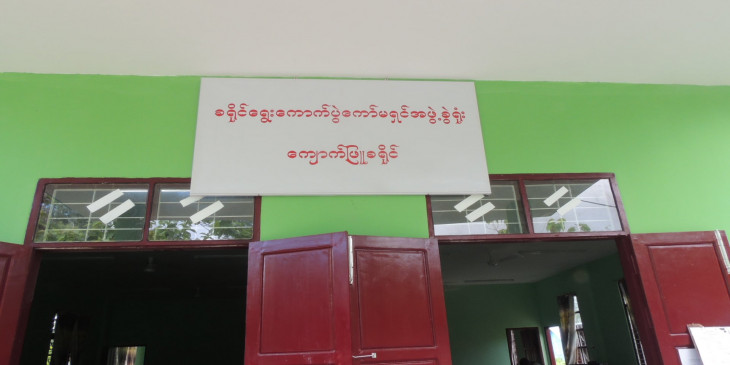 ခရိုင်ရွေးကောက်ပွဲကော်မရှင်အဖွဲ့ခွဲရုံး
ကျောက်ဖြူခရိုင်